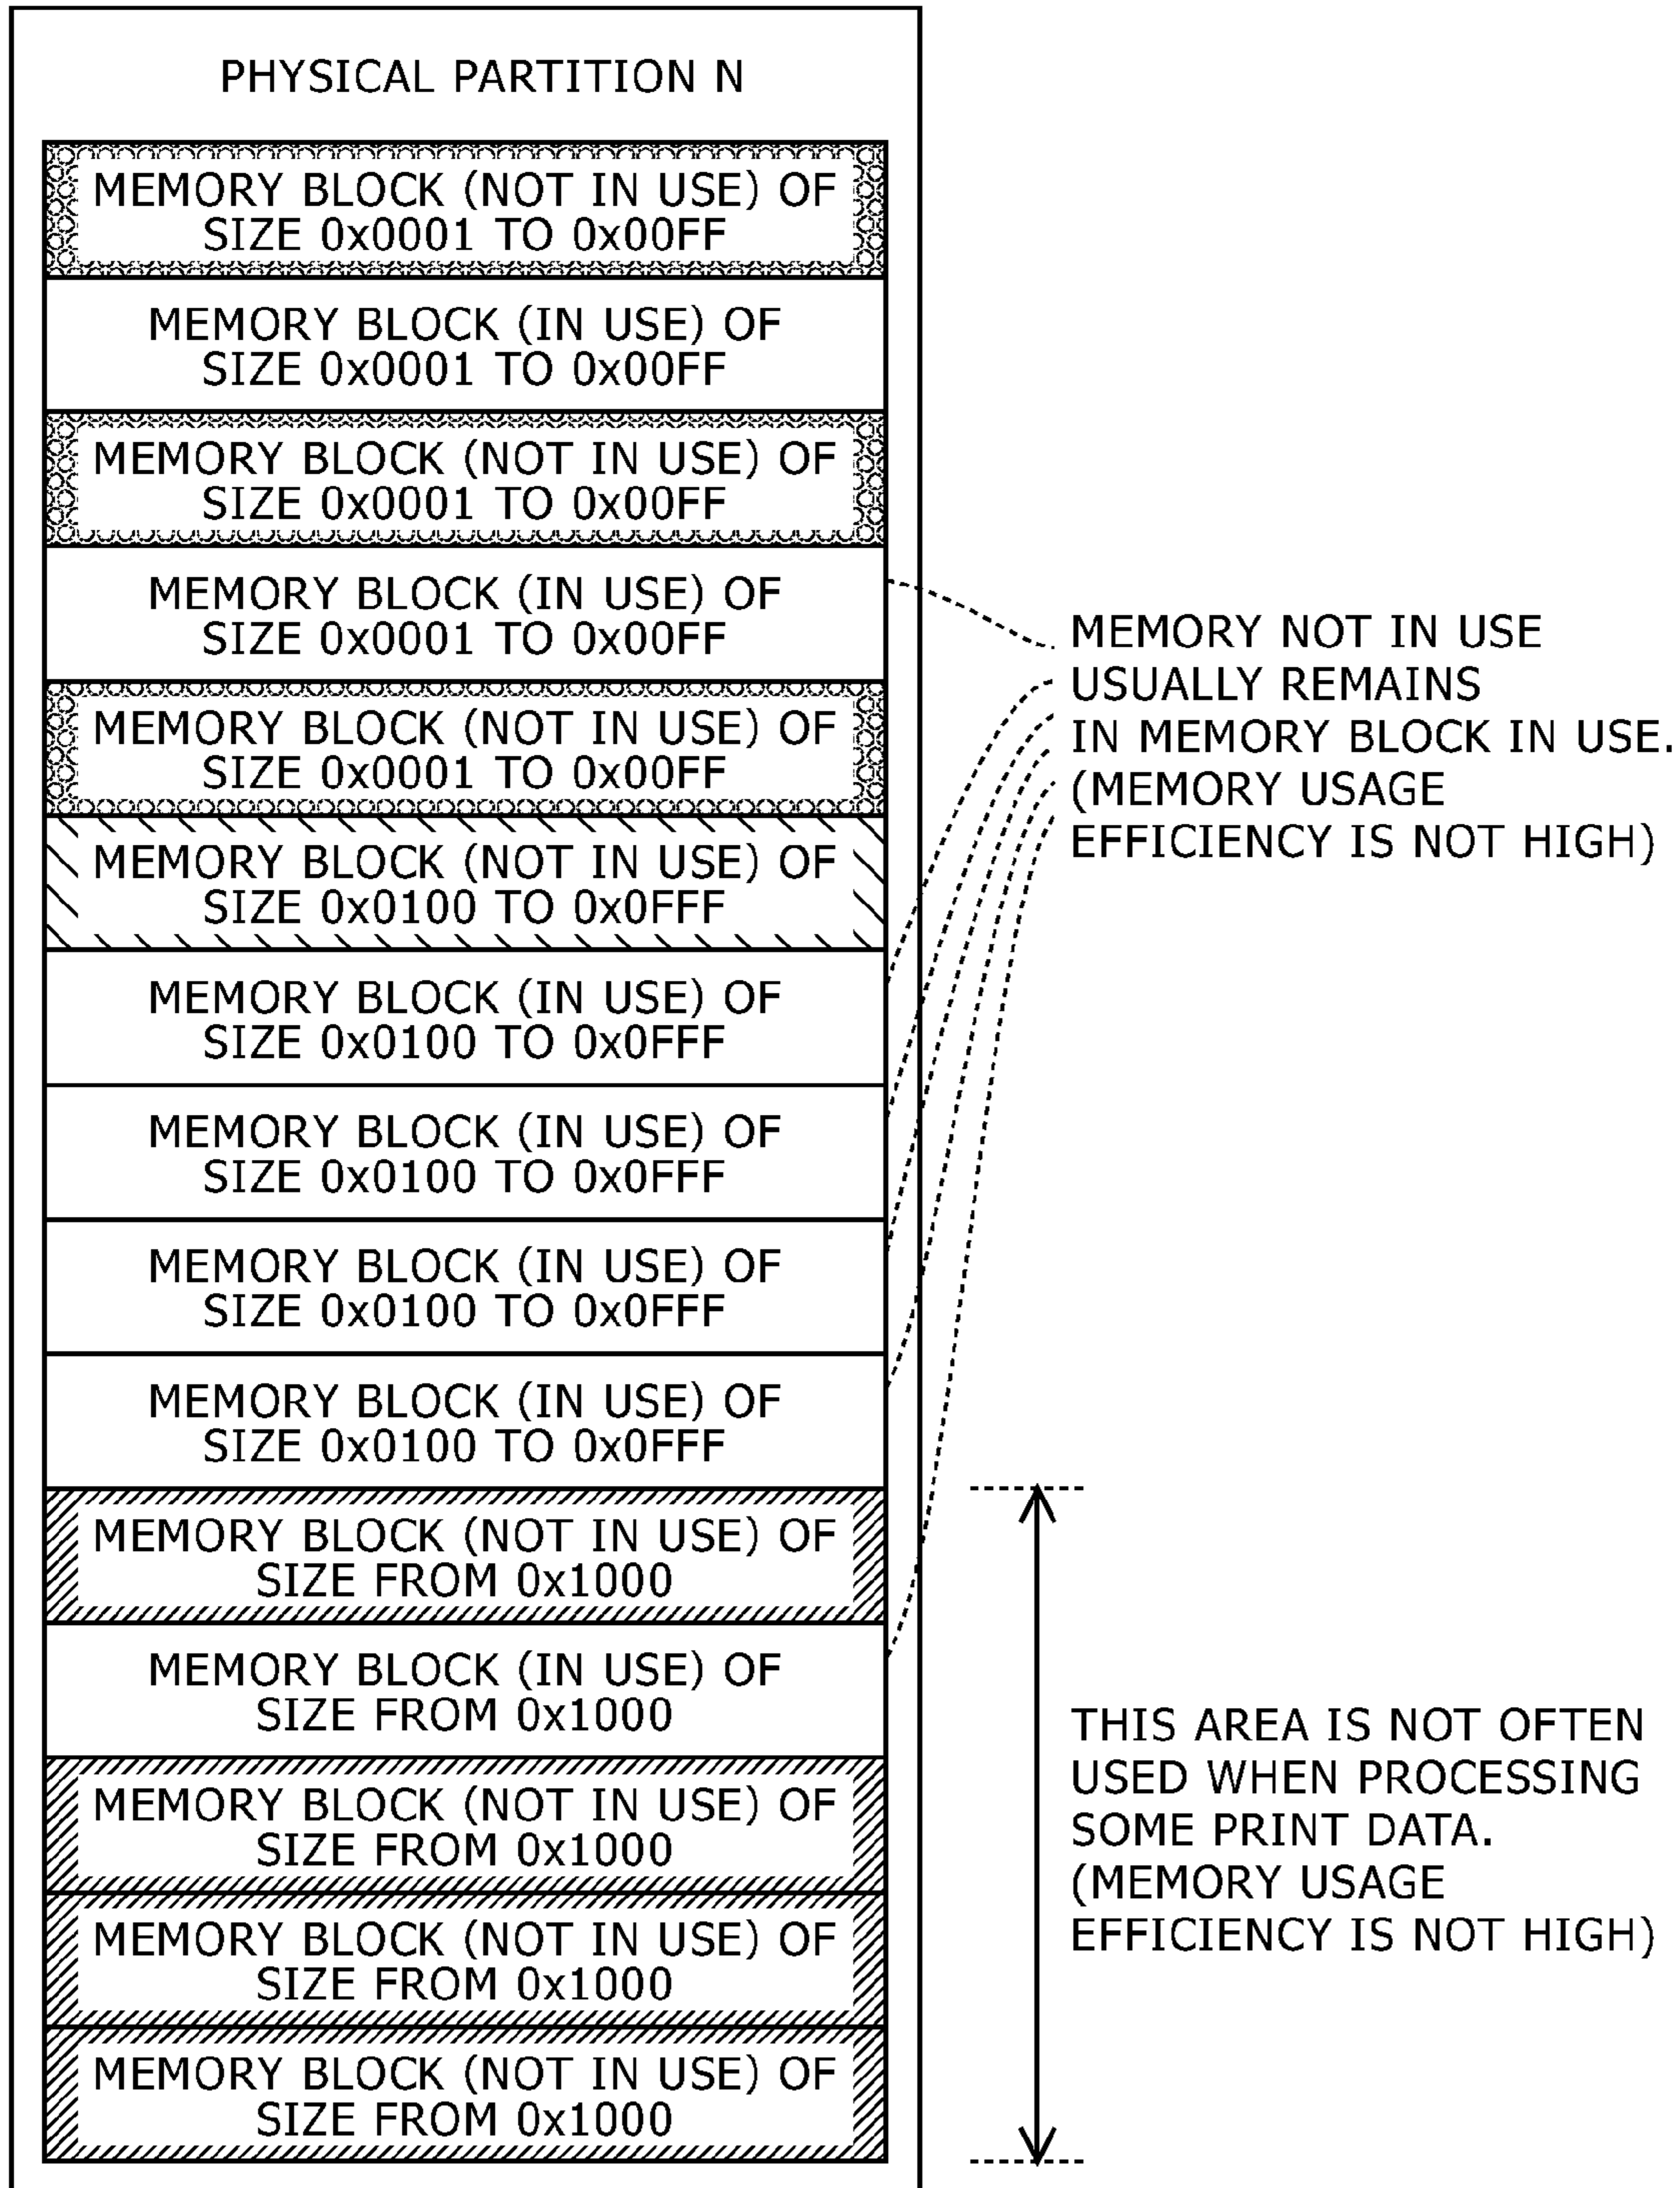 PHYSICAL PARTITION N
MEMORY BLOCK (NOT IN USE) OF
SIZE 0x0001 TO 0x00FF
MEMORY BLOCK (IN USE) OF
SIZE 0x0001 TO 0x00FF
MEMORY BLOCK (NOT IN USE) OF
SIZE 0x0001 TO 0x00FF
MEMORY BLOCK (IN USE) OF
SIZE 0x0001 TO 0x00FF
MEMORY BLOCK (NOT IN USE) OF
SIZE 0x0001 TO 0x00FF
MEMORY BLOCK (NOT IN USE) OF
SIZE 0x0100 TO 0x0FFF
MEMORY BLOCK (IN USE) OF
SIZE 0x0100 TO 0x0FFF
MEMORY BLOCK (IN USE) OF
SIZE 0x0100 TO 0x0FFF
MEMORY BLOCK (IN USE) OF
SIZE 0x0100 TO 0x0FFF
MEMORY BLOCK (IN USE) OF
SIZE 0x0100 TO 0x0FFF
MEMORY BLOCK (NOT IN USE) OF
SIZE FROM 0x1000
MEMORY BLOCK (IN USE) OF
SIZE FROM 0x1000
MEMORY BLOCK (NOT IN USE) OF
SIZE FROM 0x1000
MEMORY BLOCK (NOT IN USE) OF
SIZE FROM 0x1000
MEMORY BLOCK (NOT IN USE) OF
SIZE FROM 0x1000
MEMORY NOT IN USE
USUALLY REMAINS
IN MEMORY BLOCK IN USE.
(MEMORY USAGE
EFFICIENCY IS NOT HIGH)
THIS AREA IS NOT OFTEN
USED WHEN PROCESSING
SOME PRINT DATA.
(MEMORY USAGE
EFFICIENCY IS NOT HIGH)